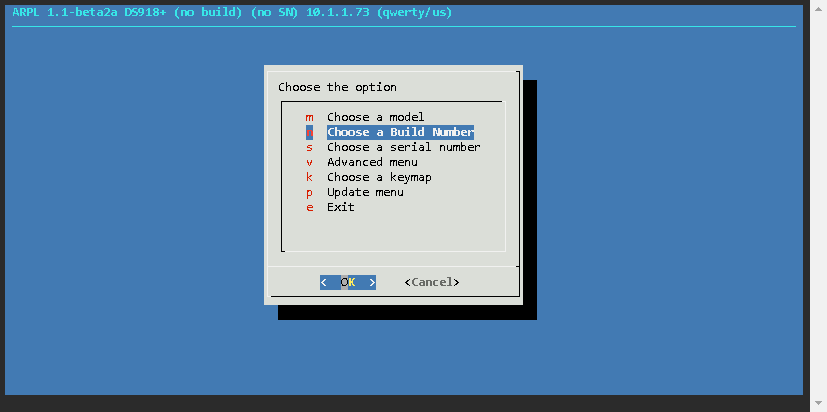 ARPL 1.1-beta2a DS918+ (no build) (no SN) 10.1.1.73 (qwerty/us)
Choose the option
m Choose a model
n Choose a Build Number
s Choose a serial number
v Advanced menu
k Choose a keymap
p Update menu
e Exit
< OK > <Cancel>